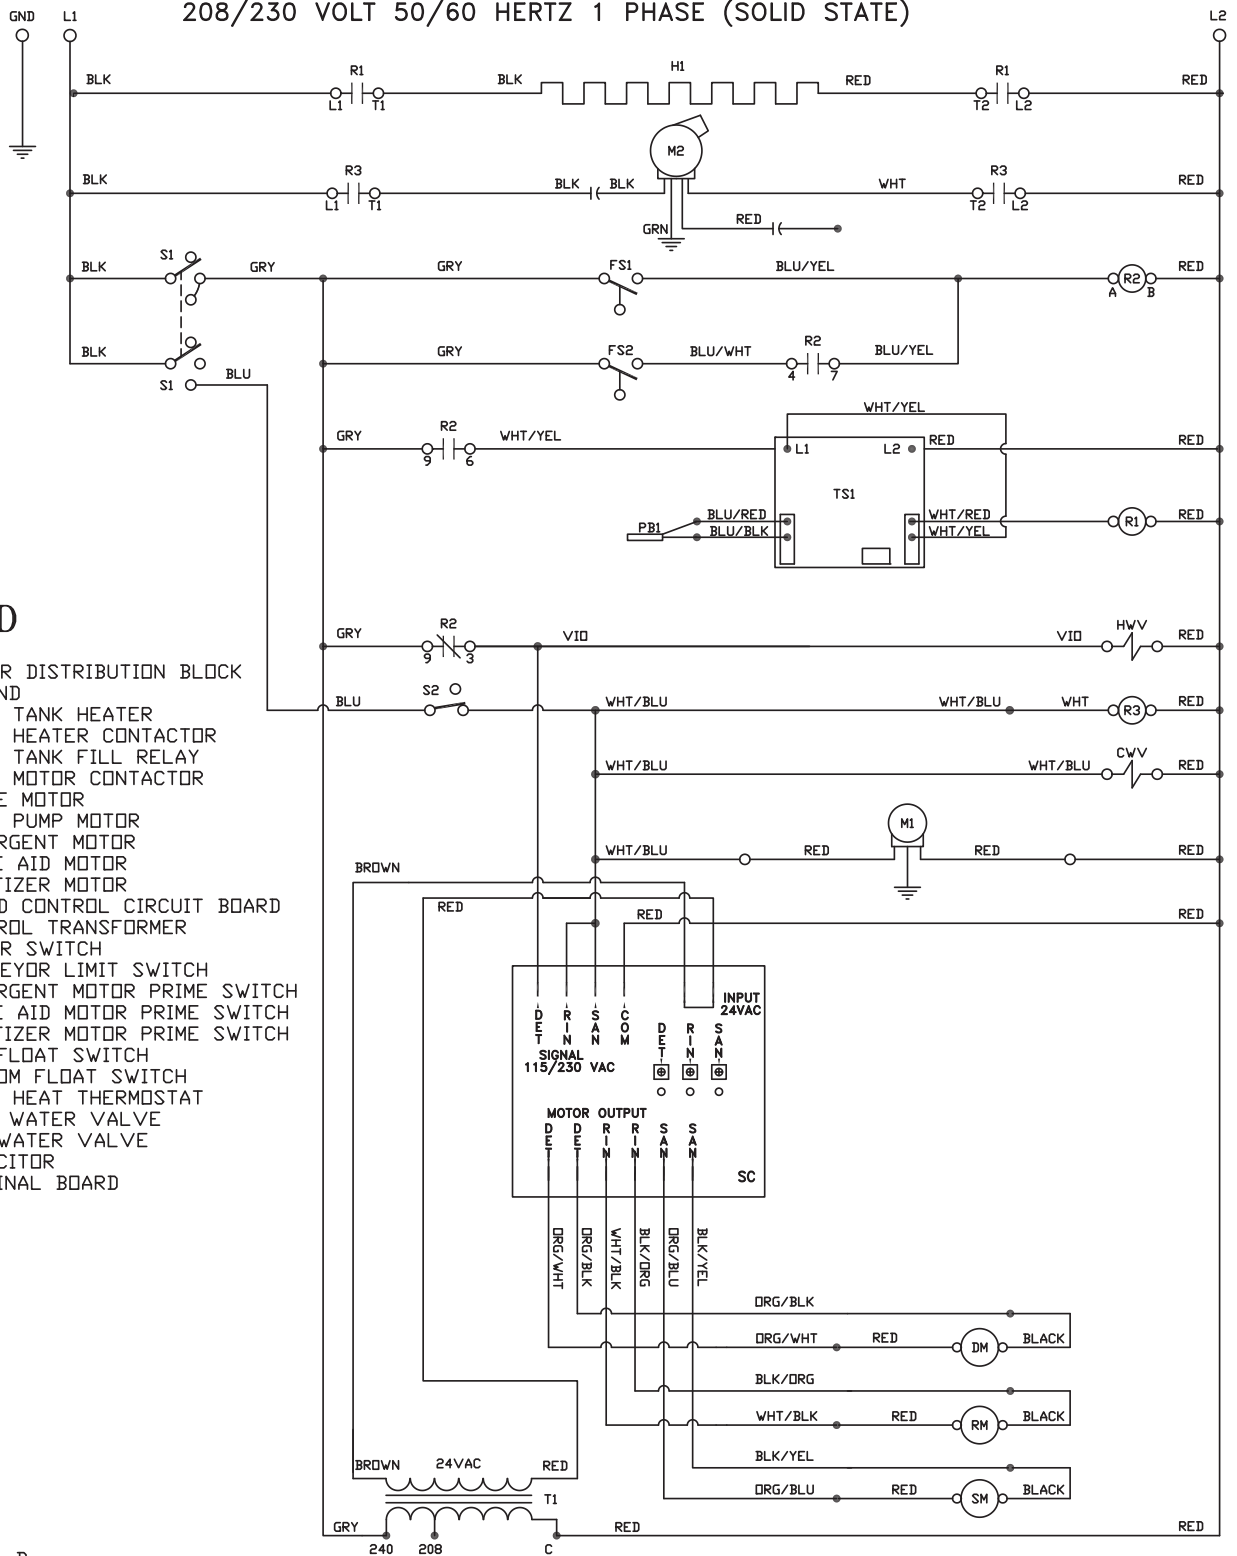 208/230 VOLT 50/60 HERTZ 1 PHASE (SOLID STATE)
GND L1 L2
BLK R1 BLK H1 RED R1 RED
L1 T1 T2 L2
M2
BLK R3 BLK BLK WHT R3 RED
L1 T1 T2 L2
GRN RED
S1
BLK GRY GRY FS1 BLU/YEL R2 RED
A B
BLK GRY FS2 BLU/WHT R2 BLU/YEL
4 7
S1 BLU
WHT/YEL
GRY R2 WHT/YEL L1 L2 RED RED
9 6
TS1
PB1 BLU/RED WHT/RED R1 RED
BLU/BLK WHT/YEL
D
GRY R2 VIO VIO HWV RED
9 3
R DISTRIBUTION BLOCK
ND
TANK HEATER
HEATER CONTACTOR
TANK FILL RELAY
MOTOR CONTACTOR
E MOTOR
PUMP MOTOR
RGENT MOTOR
E AID MOTOR
TIZER MOTOR
D CONTROL CIRCUIT BOARD
ROL TRANSFORMER
R SWITCH
EYOR LIMIT SWITCH
RGENT MOTOR PRIME SWITCH
E AID MOTOR PRIME SWITCH
TIZER MOTOR PRIME SWITCH
FLOAT SWITCH
OM FLOAT SWITCH
HEAT THERMOSTAT
WATER VALVE
WATER VALVE
CITOR
INAL BOARD
BLU S2 WHT/BLU WHT/BLU WHT R3 RED
WHT/BLU WHT/BLU CWV RED
M1
WHT/BLU RED RED RED
BROWN
RED RED RED
INPUT
24VAC
DET RIN SAN COM
DET RIN SAN
SIGNAL
115/230 VAC
MOTOR OUTPUT
DET DET RIN RIN SAN SAN
SC
ORG/WHT ORG/BLK WHT/BLK BLK/ORG ORG/BLU BLK/YEL
ORG/BLK
ORG/WHT RED DM BLACK
BLK/ORG
WHT/BLK RED RM BLACK
BLK/YEL
BROWN 24VAC RED
ORG/BLU RED SM BLACK
T1
GRY RED RED
240 208 C